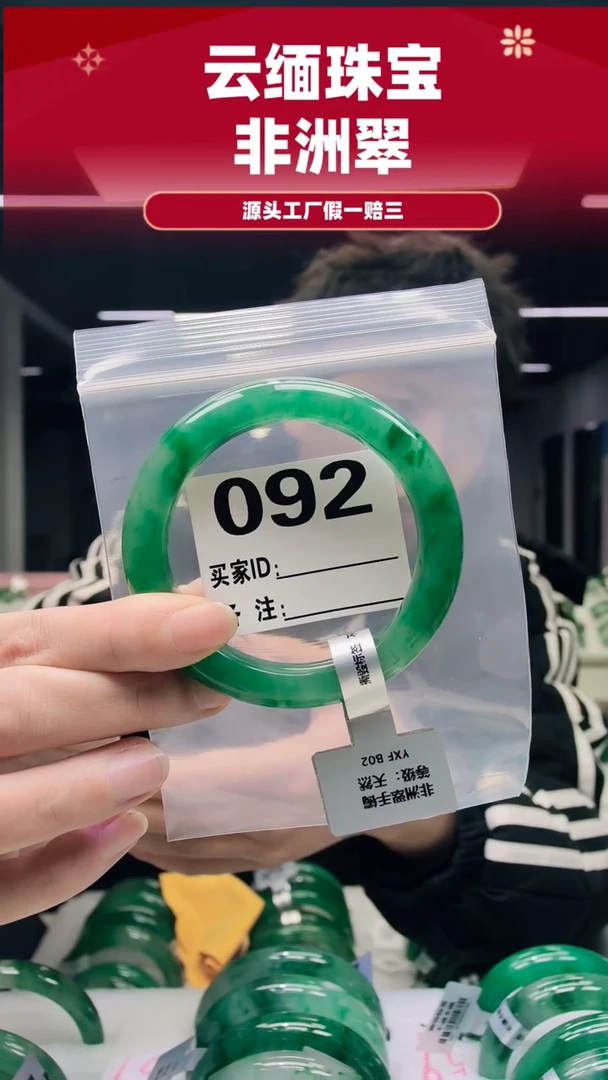 云缅珠宝
非洲翠
源头工厂假一赔三
092
买家ID:
注:
非洲翠手镯
等级：天然
YXF B02